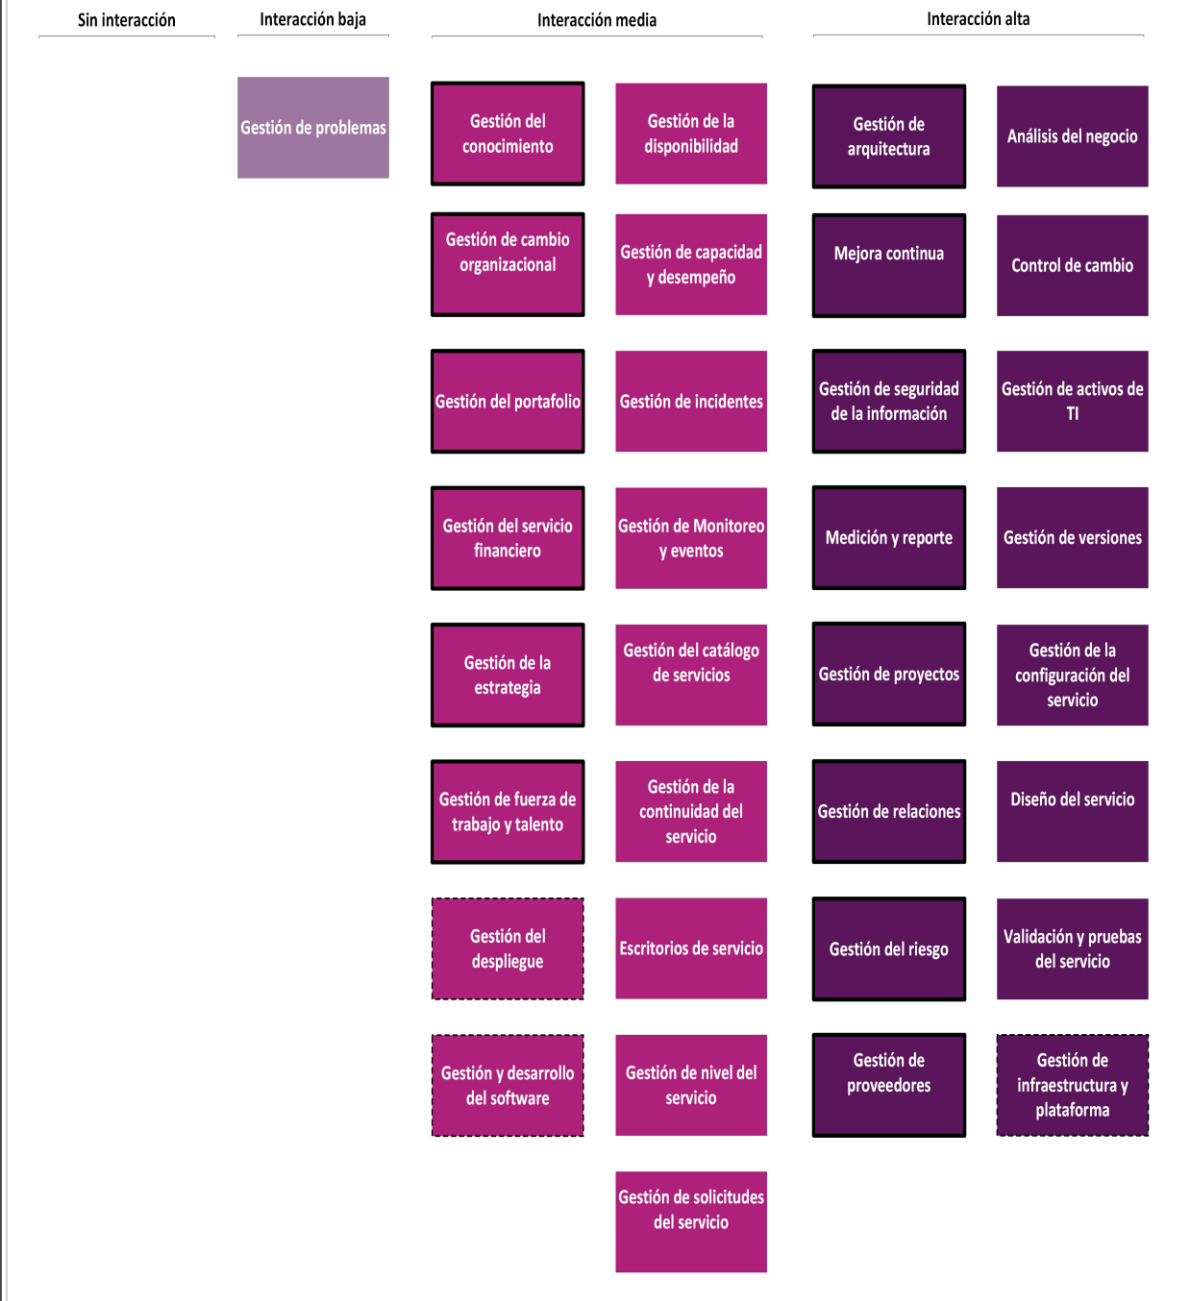 Sin interacción
Interacción baja
Interacción media
Interacción alta
Gestión de problemas
Gestión del
conocimiento
Gestión de la
disponibilidad
Gestión de
arquitectura
Análisis del negocio
Gestión de cambio
organizacional
Gestión de capacidad
y desempeño
Mejora continua
Control de cambio
Gestión del portafolio
Gestión de incidentes
Gestión de seguridad
de la información
Gestión de activos de
TI
Gestión del servicio
financiero
Gestión de Monitoreo
y eventos
Medición y reporte
Gestión de versiones
Gestión de la
estrategia
Gestión del catálogo
de servicios
Gestión de proyectos
Gestión de la
configuración del
servicio
Gestión de fuerza de
trabajo y talento
Gestión de la
continuidad del
servicio
Gestión de relaciones
Diseño del servicio
Gestión del
despliegue
Escritorios de servicio
Gestión del riesgo
Validación y pruebas
del servicio
Gestión y desarrollo
del software
Gestión de nivel del
servicio
Gestión de
proveedores
Gestión de
infraestructura y
plataforma
Gestión de solicitudes
del servicio